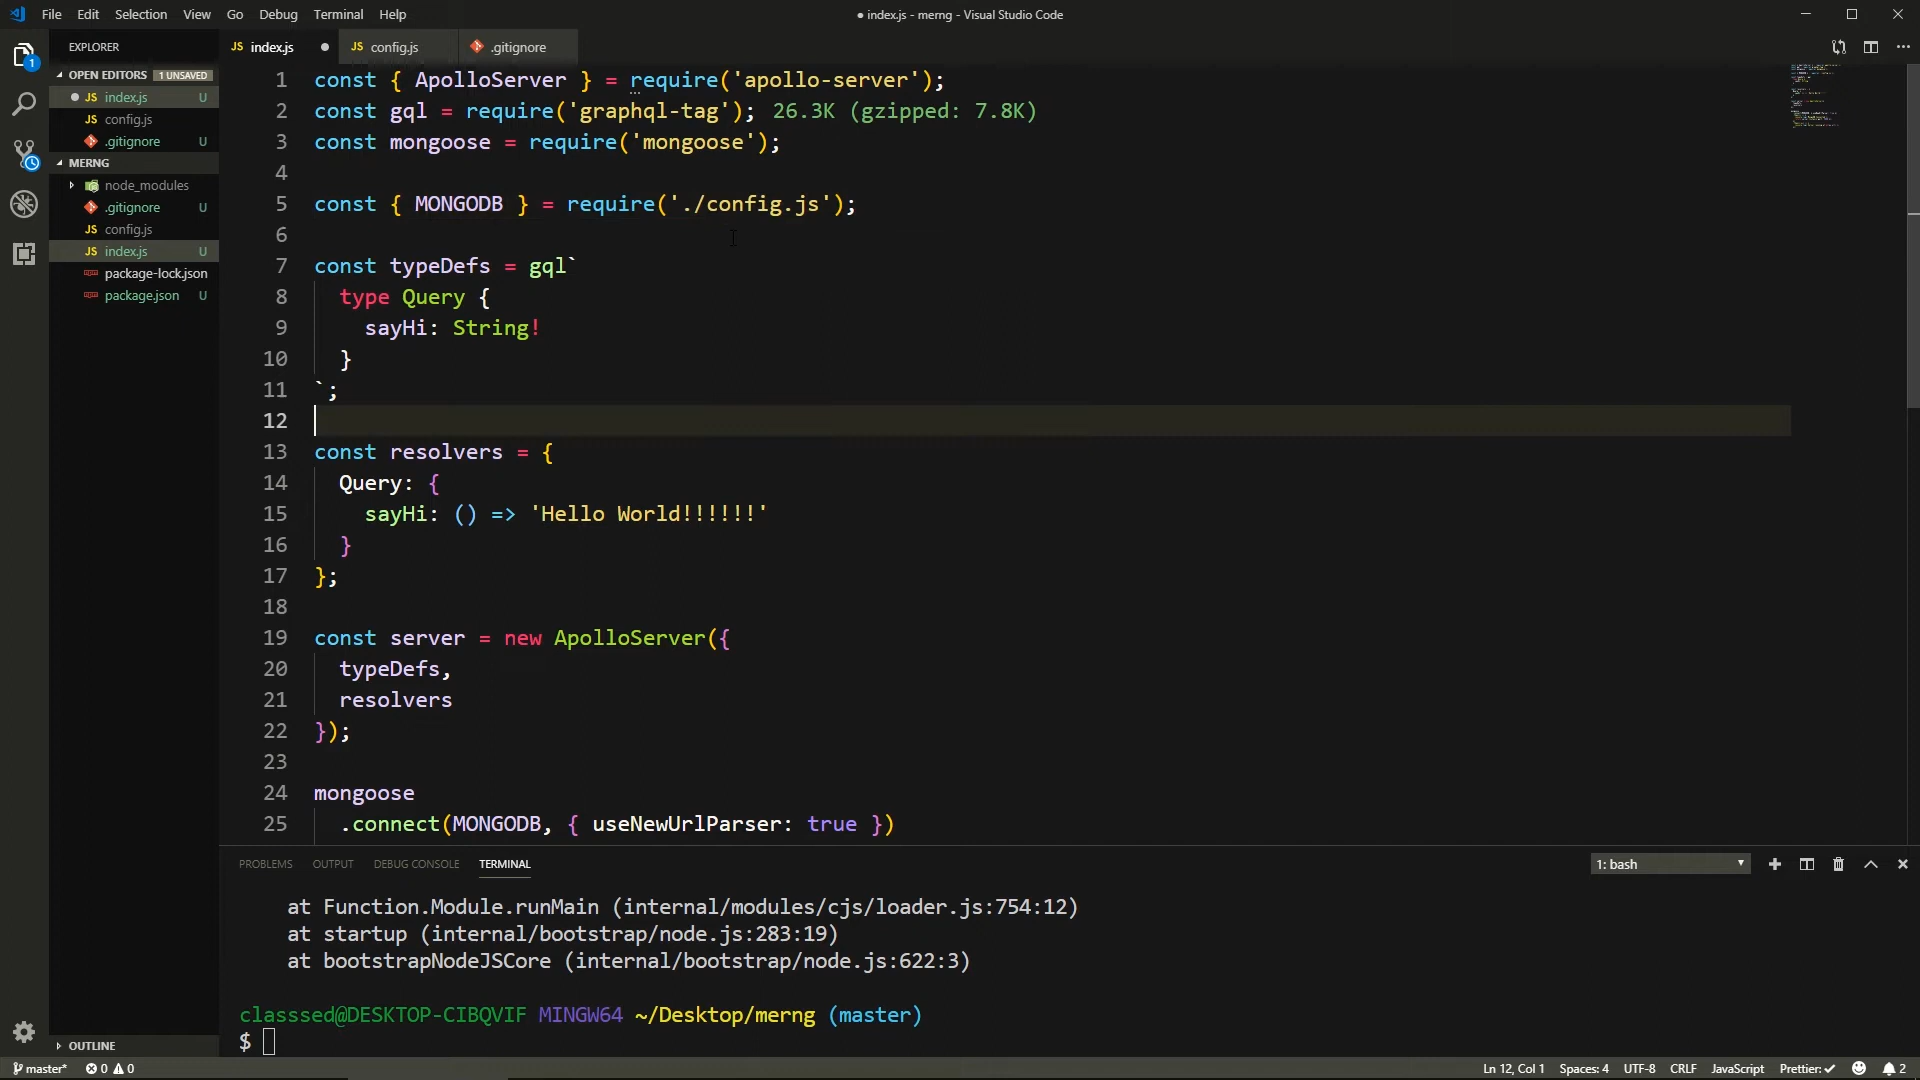 File Edit Selection View Go Debug Terminal Help
● index.js - merng - Visual Studio Code
EXPLORER
OPEN EDITORS 1 UNSAVED
JS index.js U
JS config.js
.gitignore U
MERNG
node_modules
.gitignore U
JS config.js
JS index.js U
package-lock.json
package.json U
OUTLINE
1
JS index.js ●
JS config.js
.gitignore
1 const { ApolloServer } = require('apollo-server');
2 const gql = require('graphql-tag'); 26.3K (gzipped: 7.8K)
3 const mongoose = require('mongoose');
4
5 const { MONGODB } = require('./config.js');
6
7 const typeDefs = gql`
8 type Query {
9 sayHi: String!
10 }
11 `;
12
13 const resolvers = {
14 Query: {
15 sayHi: () => 'Hello World!!!!!!'
16 }
17 };
18
19 const server = new ApolloServer({
20 typeDefs,
21 resolvers
22 });
23
24 mongoose
25 .connect(MONGODB, { useNewUrlParser: true })
PROBLEMS OUTPUT DEBUG CONSOLE TERMINAL
1: bash
at Function.Module.runMain (internal/modules/cjs/loader.js:754:12)
at startup (internal/bootstrap/node.js:283:19)
at bootstrapNodeJSCore (internal/bootstrap/node.js:622:3)
classsed@DESKTOP-CIBQVIF MINGW64 ~/Desktop/merng (master)
$
master* 0 0
Ln 12, Col 1 Spaces: 4 UTF-8 CRLF JavaScript Prettier: ✓ 2